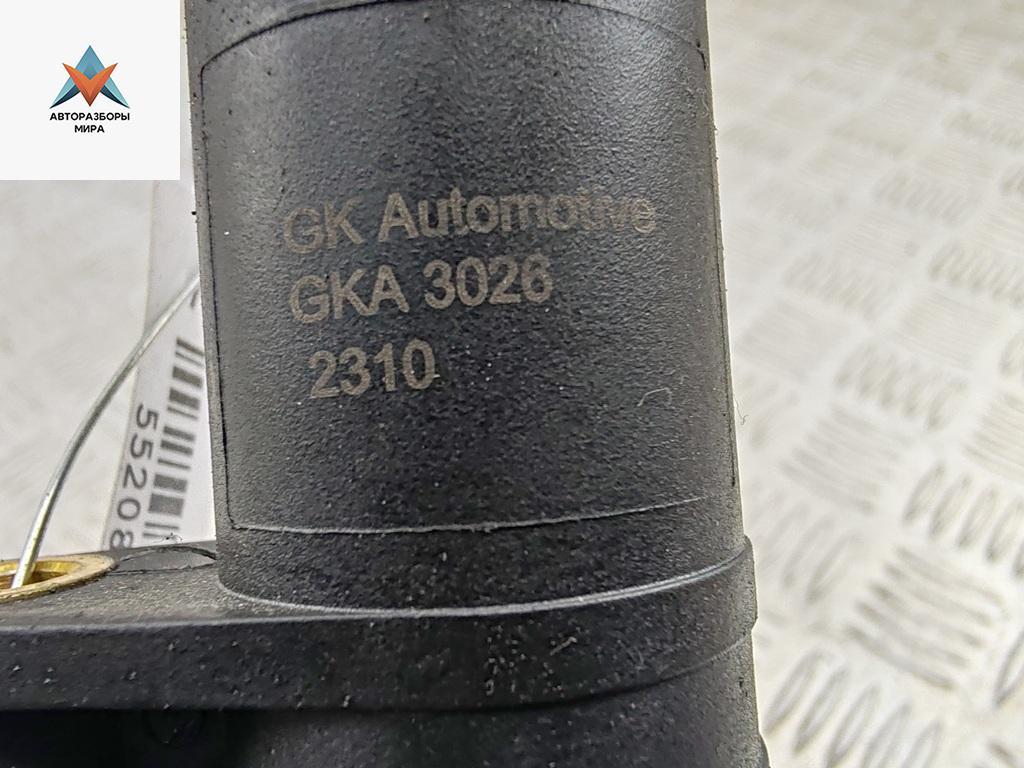 АВТОРАЗБОРЫ
МИРА
GK Automotive
GKA 3026
2310
55208